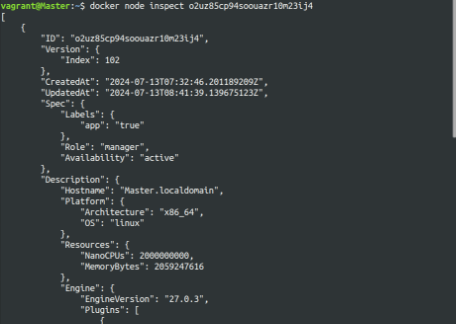 vagrant@Master:~$ docker node inspect o2uz85cp94soouazr10m23ij4
[
    {
        "ID": "o2uz85cp94soouazr10m23ij4",
        "Version": {
            "Index": 102
        },
        "CreatedAt": "2024-07-13T07:32:46.201189209Z",
        "UpdatedAt": "2024-07-13T08:41:39.139675123Z",
        "Spec": {
            "Labels": {
                "app": "true"
            },
            "Role": "manager",
            "Availability": "active"
        },
        "Description": {
            "Hostname": "Master.localdomain",
            "Platform": {
                "Architecture": "x86_64",
                "OS": "linux"
            },
            "Resources": {
                "NanoCPUs": 2000000000,
                "MemoryBytes": 2059247616
            },
            "Engine": {
                "EngineVersion": "27.0.3",
                "Plugins": [
                    {